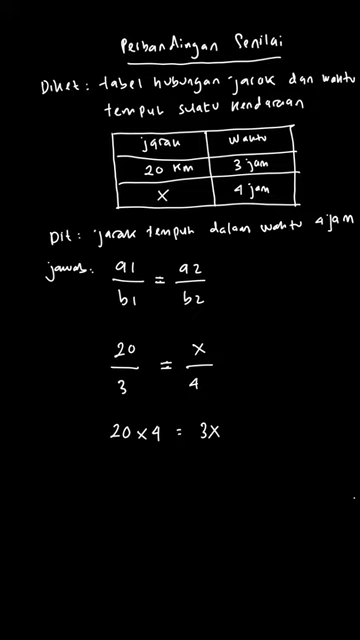 Perbandingan Senilai
Diket: tabel hubungan jarak dan waktu
tempuh suatu kendaraan
jarak waktu
20 km 3 jam
x 4 jam
Dit: jarak tempuh dalam waktu 4 jam
jawab: a1/b1 = a2/b2
20/3 = x/4
20 x 4 = 3x